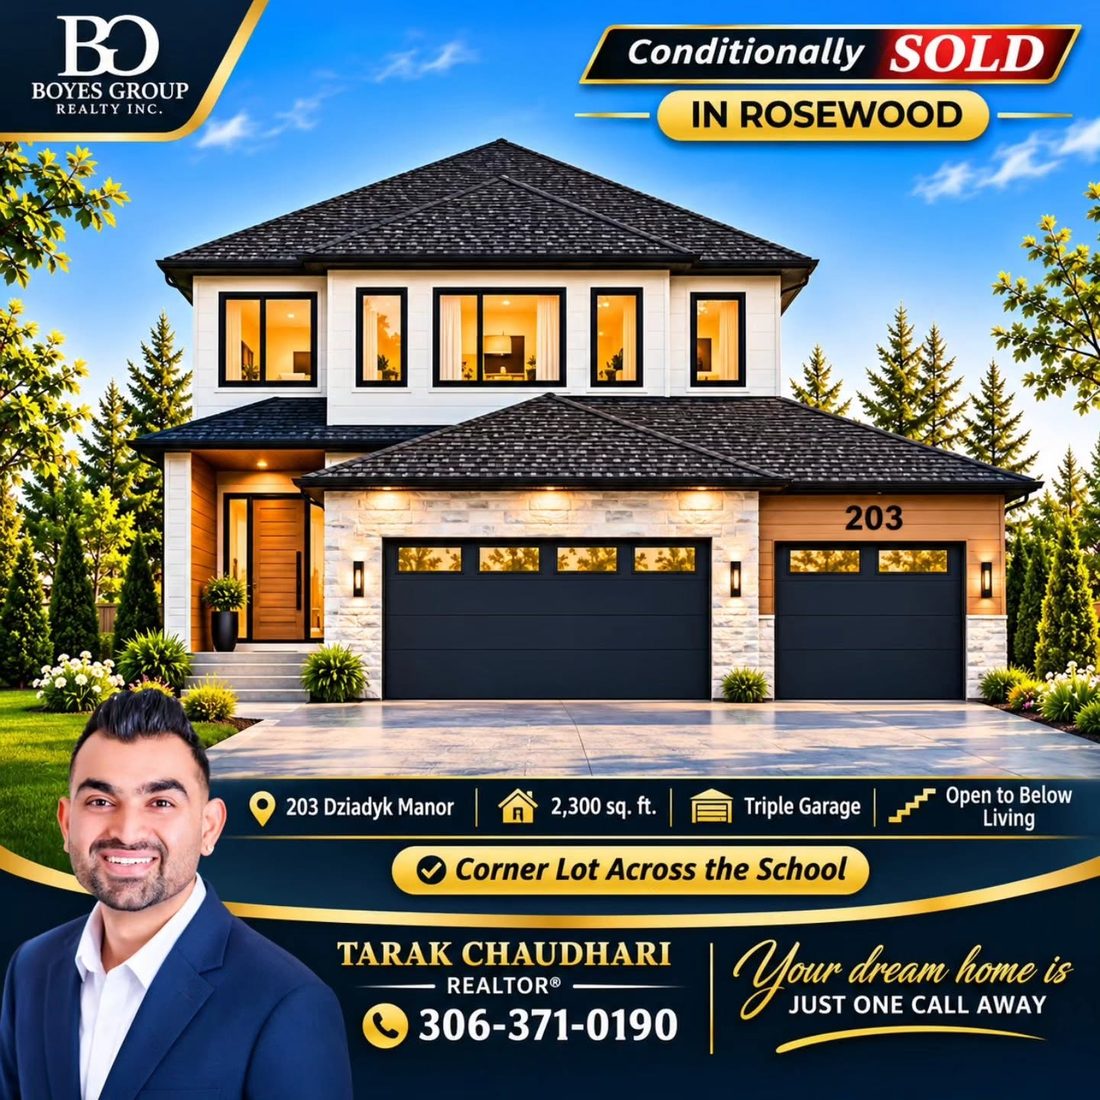 BO
BOYES GROUP
REALTY INC.
Conditionally SOLD
IN ROSEWOOD
203
203 Dziadyk Manor
2,300 sq. ft.
Triple Garage
Open to Below
Living
Corner Lot Across the School
TARAK CHAUDHARI
REALTOR®
306-371-0190
Your dream home is
JUST ONE CALL AWAY